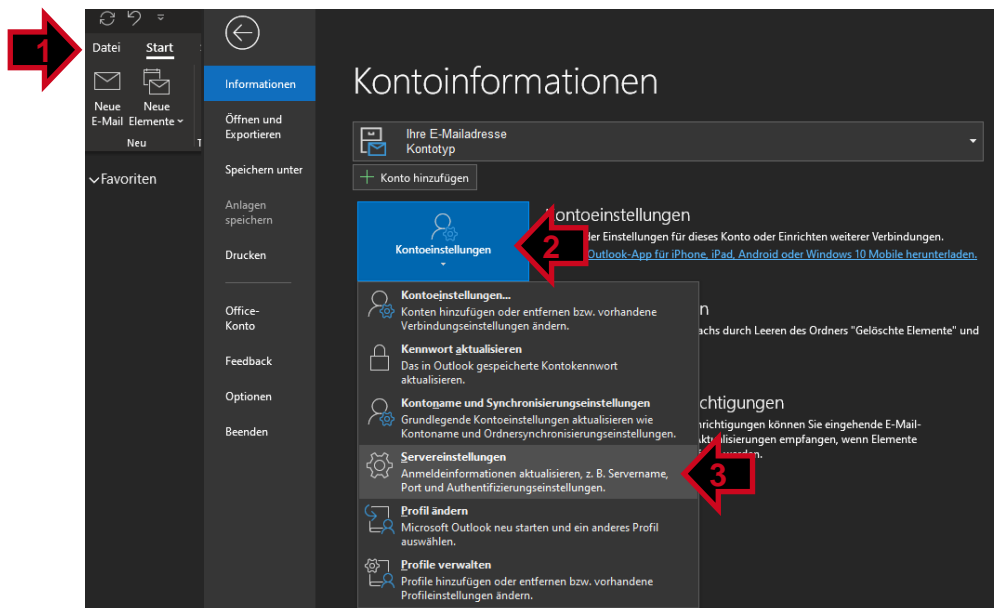 1
Datei Start
Neue E-Mail
Neue Elemente
Neu
Favoriten
Informationen
Öffnen und
Exportieren
Speichern unter
Anlagen
speichern
Drucken
Office-
Konto
Feedback
Optionen
Beenden
Kontoinformationen
Ihre E-Mailadresse
Kontotyp
Konto hinzufügen
Kontoeinstellungen
2
ontoeinstellungen
der Einstellungen für dieses Konto oder Einrichten weiterer Verbindungen.
Outlook-App für iPhone, iPad, Android oder Windows 10 Mobile herunterladen.
Kontoeinstellungen...
Konten hinzufügen oder entfernen bzw. vorhandene
Verbindungseinstellungen ändern.
Kennwort aktualisieren
Das in Outlook gespeicherte Kontokennwort
aktualisieren.
Kontoname und Synchronisierungseinstellungen
Grundlegende Kontoeinstellungen aktualisieren wie
Kontoname und Ordnersynchronisierungseinstellungen.
Servereinstellungen
Anmeldeinformationen aktualisieren, z. B. Servername,
Port und Authentifizierungseinstellungen.
3
Profil ändern
Microsoft Outlook neu starten und ein anderes Profil
auswählen.
Profile verwalten
Profile hinzufügen oder entfernen bzw. vorhandene
Profileinstellungen ändern.
n
achs durch Leeren des Ordners "Gelöschte Elemente" und
chtigungen
richtigungen können Sie eingehende E-Mail-
Aktualisierungen empfangen, wenn Elemente
werden.